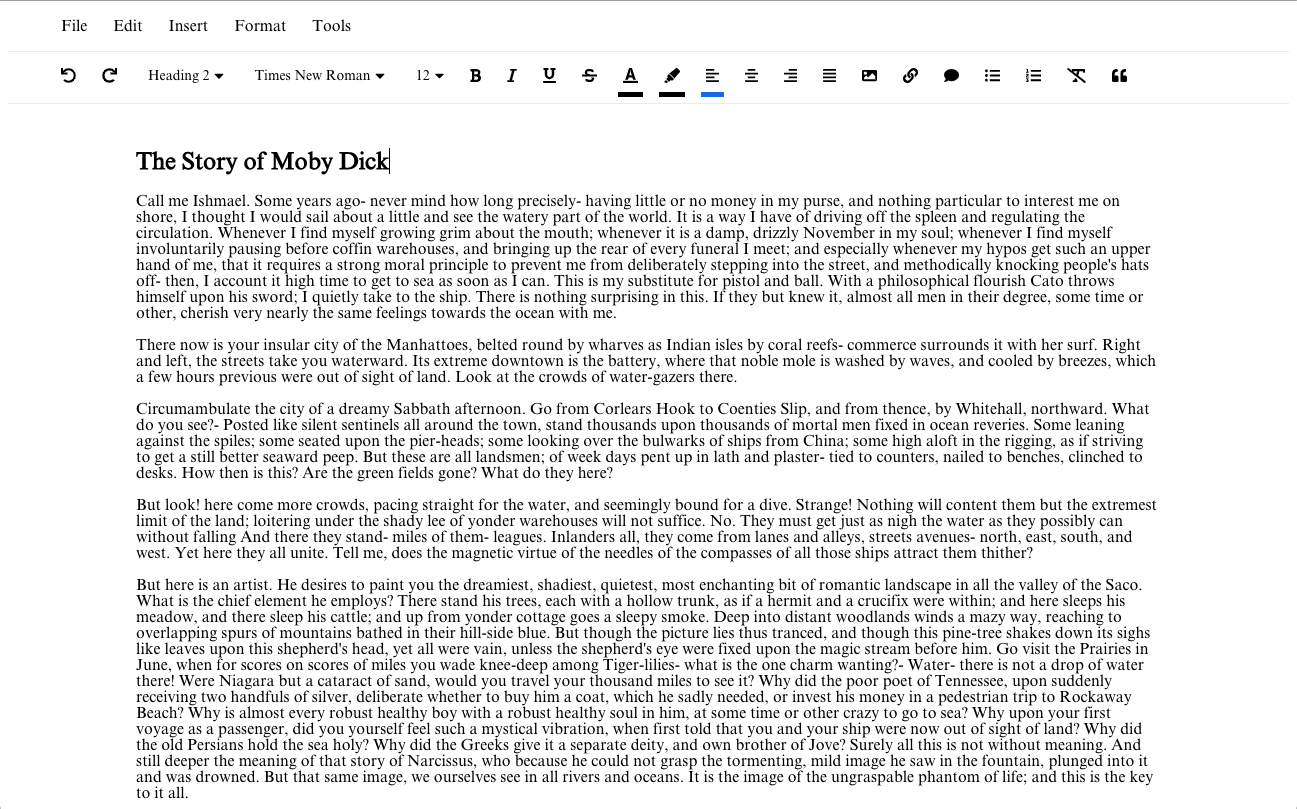 File Edit Insert Format Tools
Heading 2 Times New Roman 12 B I U S A
The Story of Moby Dick
Call me Ishmael. Some years ago- never mind how long precisely- having little or no money in my purse, and nothing particular to interest me on
shore, I thought I would sail about a little and see the watery part of the world. It is a way I have of driving off the spleen and regulating the
circulation. Whenever I find myself growing grim about the mouth; whenever it is a damp, drizzly November in my soul; whenever I find myself
involuntarily pausing before coffin warehouses, and bringing up the rear of every funeral I meet; and especially whenever my hypos get such an upper
hand of me, that it requires a strong moral principle to prevent me from deliberately stepping into the street, and methodically knocking people's hats
off- then, I account it high time to get to sea as soon as I can. This is my substitute for pistol and ball. With a philosophical flourish Cato throws
himself upon his sword; I quietly take to the ship. There is nothing surprising in this. If they but knew it, almost all men in their degree, some time or
other, cherish very nearly the same feelings towards the ocean with me.
There now is your insular city of the Manhattoes, belted round by wharves as Indian isles by coral reefs- commerce surrounds it with her surf. Right
and left, the streets take you waterward. Its extreme downtown is the battery, where that noble mole is washed by waves, and cooled by breezes, which
a few hours previous were out of sight of land. Look at the crowds of water-gazers there.
Circumambulate the city of a dreamy Sabbath afternoon. Go from Corlears Hook to Coenties Slip, and from thence, by Whitehall, northward. What
do you see?- Posted like silent sentinels all around the town, stand thousands upon thousands of mortal men fixed in ocean reveries. Some leaning
against the spiles; some seated upon the pier-heads; some looking over the bulwarks of ships from China; some high aloft in the rigging, as if striving
to get a still better seaward peep. But these are all landsmen; of week days pent up in lath and plaster- tied to counters, nailed to benches, clinched to
desks. How then is this? Are the green fields gone? What do they here?
But look! here come more crowds, pacing straight for the water, and seemingly bound for a dive. Strange! Nothing will content them but the extremest
limit of the land; loitering under the shady lee of yonder warehouses will not suffice. No. They must get just as nigh the water as they possibly can
without falling And there they stand- miles of them- leagues. Inlanders all, they come from lanes and alleys, streets avenues- north, east, south, and
west. Yet here they all unite. Tell me, does the magnetic virtue of the needles of the compasses of all those ships attract them thither?
But here is an artist. He desires to paint you the dreamiest, shadiest, quietest, most enchanting bit of romantic landscape in all the valley of the Saco.
What is the chief element he employs? There stand his trees, each with a hollow trunk, as if a hermit and a crucifix were within; and here sleeps his
meadow, and there sleep his cattle; and up from yonder cottage goes a sleepy smoke. Deep into distant woodlands winds a mazy way, reaching to
overlapping spurs of mountains bathed in their hill-side blue. But though the picture lies thus tranced, and though this pine-tree shakes down its sighs
like leaves upon this shepherd's head, yet all were vain, unless the shepherd's eye were fixed upon the magic stream before him. Go visit the Prairies in
June, when for scores on scores of miles you wade knee-deep among Tiger-lilies- what is the one charm wanting?- Water- there is not a drop of water
there! Were Niagara but a cataract of sand, would you travel your thousand miles to see it? Why did the poor poet of Tennessee, upon suddenly
receiving two handfuls of silver, deliberate whether to buy him a coat, which he sadly needed, or invest his money in a pedestrian trip to Rockaway
Beach? Why is almost every robust healthy boy with a robust healthy soul in him, at some time or other crazy to go to sea? Why upon your first
voyage as a passenger, did you yourself feel such a mystical vibration, when first told that you and your ship were now out of sight of land? Why did
the old Persians hold the sea holy? Why did the Greeks give it a separate deity, and own brother of Jove? Surely all this is not without meaning. And
still deeper the meaning of that story of Narcissus, who because he could not grasp the tormenting, mild image he saw in the fountain, plunged into it
and was drowned. But that same image, we ourselves see in all rivers and oceans. It is the image of the ungraspable phantom of life; and this is the key
to it all.